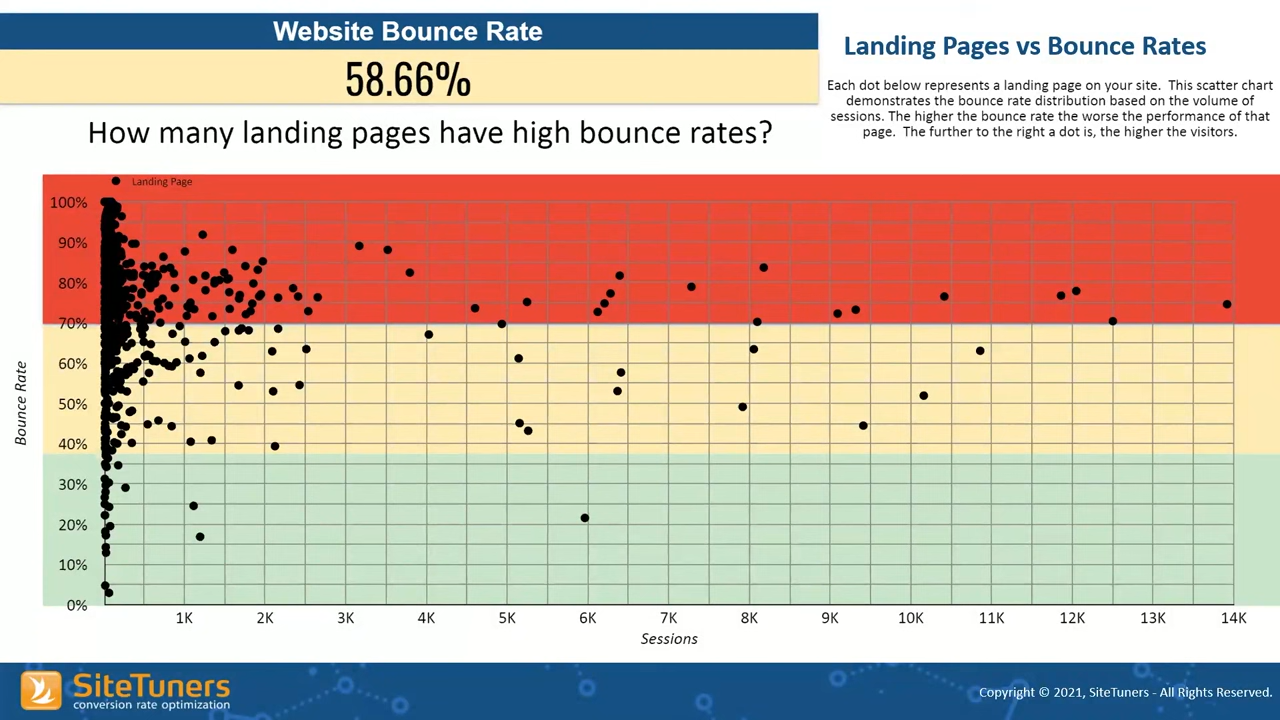 Website Bounce Rate
58.66%
Landing Pages vs Bounce Rates
Each dot below represents a landing page on your site. This scatter chart
demonstrates the bounce rate distribution based on the volume of
sessions. The higher the bounce rate the worse the performance of that
page. The further to the right a dot is, the higher the visitors.
How many landing pages have high bounce rates?
Landing Page
100%
90%
80%
70%
60%
50%
40%
30%
20%
10%
0%
Bounce Rate
1K 2K 3K 4K 5K 6K 7K 8K 9K 10K 11K 12K 13K 14K
Sessions
SiteTuners
conversion rate optimization
Copyright © 2021, SiteTuners - All Rights Reserved.